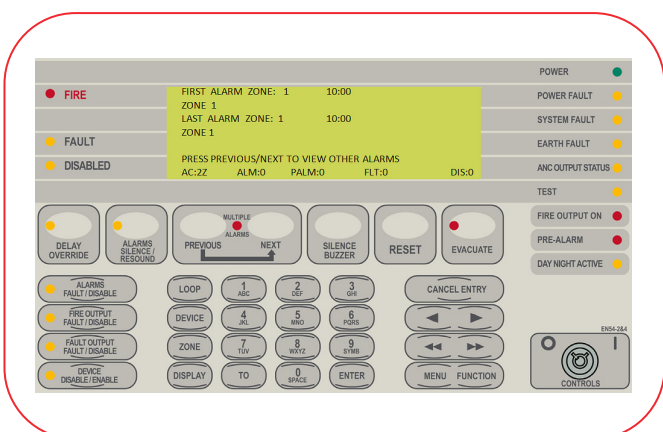 POWER
FIRE
FIRST ALARM ZONE: 1 10:00
ZONE 1
LAST ALARM ZONE: 1 10:00
ZONE 1
PRESS PREVIOUS/NEXT TO VIEW OTHER ALARMS
AC:2Z ALM:0 PALM:0 FLT:0 DIS:0
POWER FAULT
SYSTEM FAULT
FAULT
EARTH FAULT
DISABLED
ANC OUTPUT STATUS
TEST
FIRE OUTPUT ON
PRE-ALARM
DAY NIGHT ACTIVE
DELAY
OVERRIDE
ALARMS
SILENCE /
RESOUND
MULTIPLE
ALARMS
PREVIOUS NEXT
SILENCE
BUZZER
RESET
EVACUATE
ALARMS
FAULT / DISABLE
LOOP
1
ABC
2
DEF
3
GHI
CANCEL ENTRY
FIRE OUTPUT
FAULT / DISABLE
DEVICE
4
JKL
5
MNO
6
PQRS
FAULT OUTPUT
FAULT / DISABLE
ZONE
7
TUV
8
WXYZ
9
SYMB
DEVICE
DISABLE / ENABLE
DISPLAY
TO
0
SPACE
ENTER
MENU FUNCTION
EN54-2&4
CONTROLS